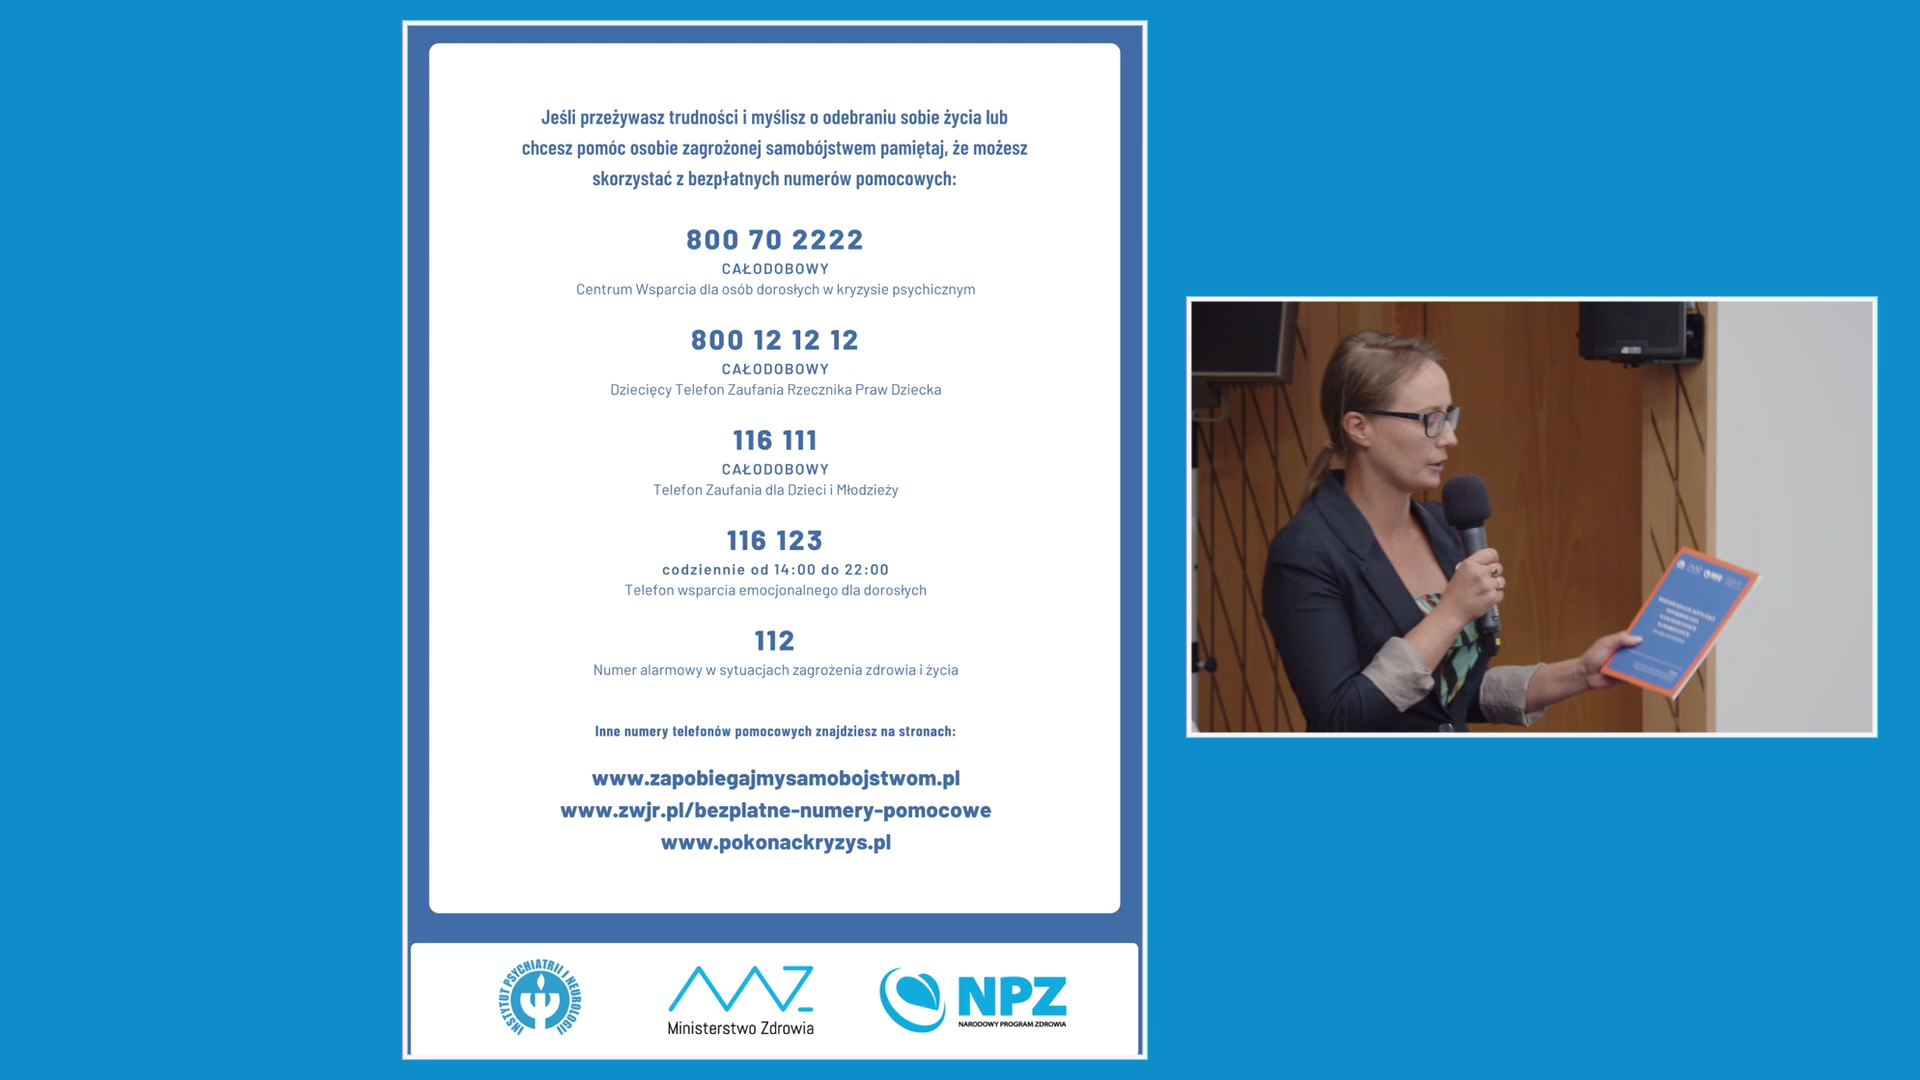 Jeśli przeżywasz trudności i myślisz o odebraniu sobie życia lub
chcesz pomóc osobie zagrożonej samobójstwem pamiętaj, że możesz
skorzystać z bezpłatnych numerów pomocowych:
800 70 2222
CAŁODOBOWY
Centrum Wsparcia dla osób dorosłych w kryzysie psychicznym
800 12 12 12
CAŁODOBOWY
Dziecięcy Telefon Zaufania Rzecznika Praw Dziecka
116 111
CAŁODOBOWY
Telefon Zaufania dla Dzieci i Młodzieży
116 123
codziennie od 14:00 do 22:00
Telefon wsparcia emocjonalnego dla dorosłych
112
Numer alarmowy w sytuacjach zagrożenia zdrowia i życia
Inne numery telefonów pomocowych znajdziesz na stronach:
www.zapobiegajmysamobojstwom.pl
www.zwjr.pl/bezplatne-numery-pomocowe
www.pokonackryzys.pl
INSTYTUT PSYCHIATRII I NEUROLOGII
MZ
Ministerstwo Zdrowia
NPZ
NARODOWY PROGRAM ZDROWIA